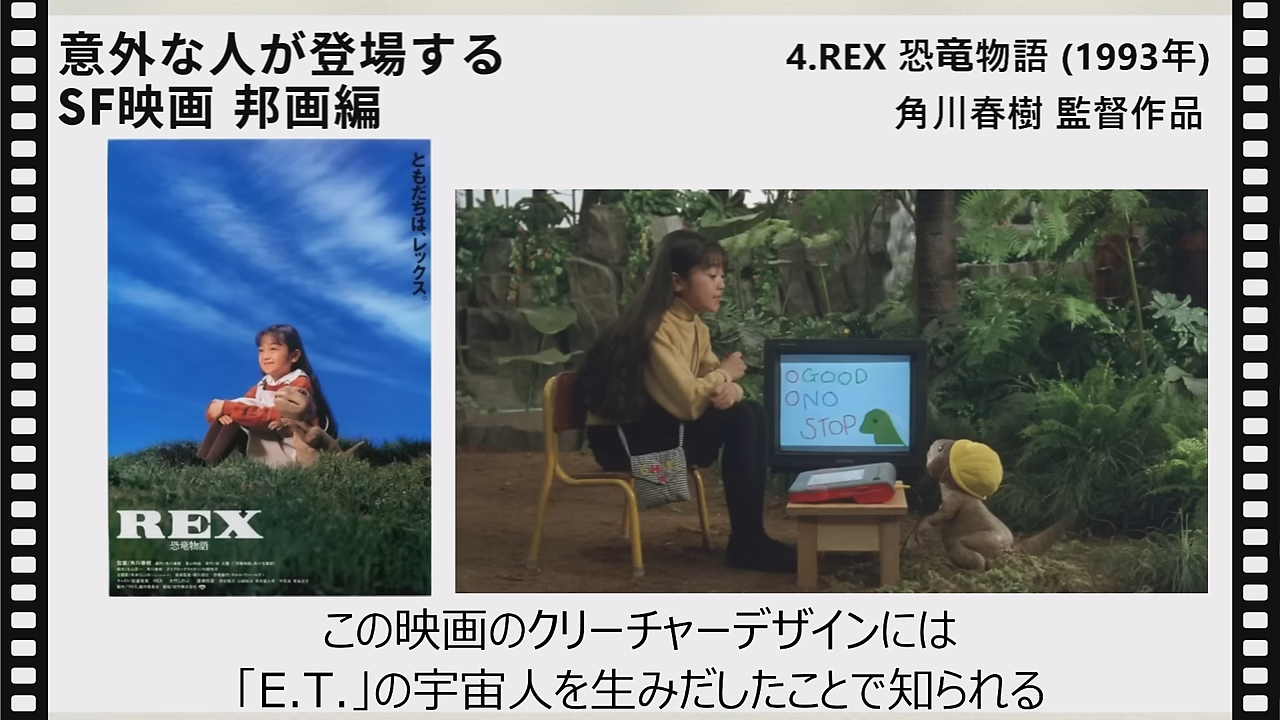 意外な人が登場する
SF映画 邦画編
4.REX 恐竜物語 (1993年)
角川春樹 監督作品
ともだちは、レックス。
REX
恐竜物語
OGOOD
ONO
STOP
この映画のクリーチャーデザインには
「E.T.」の宇宙人を生みだしたことで知られる